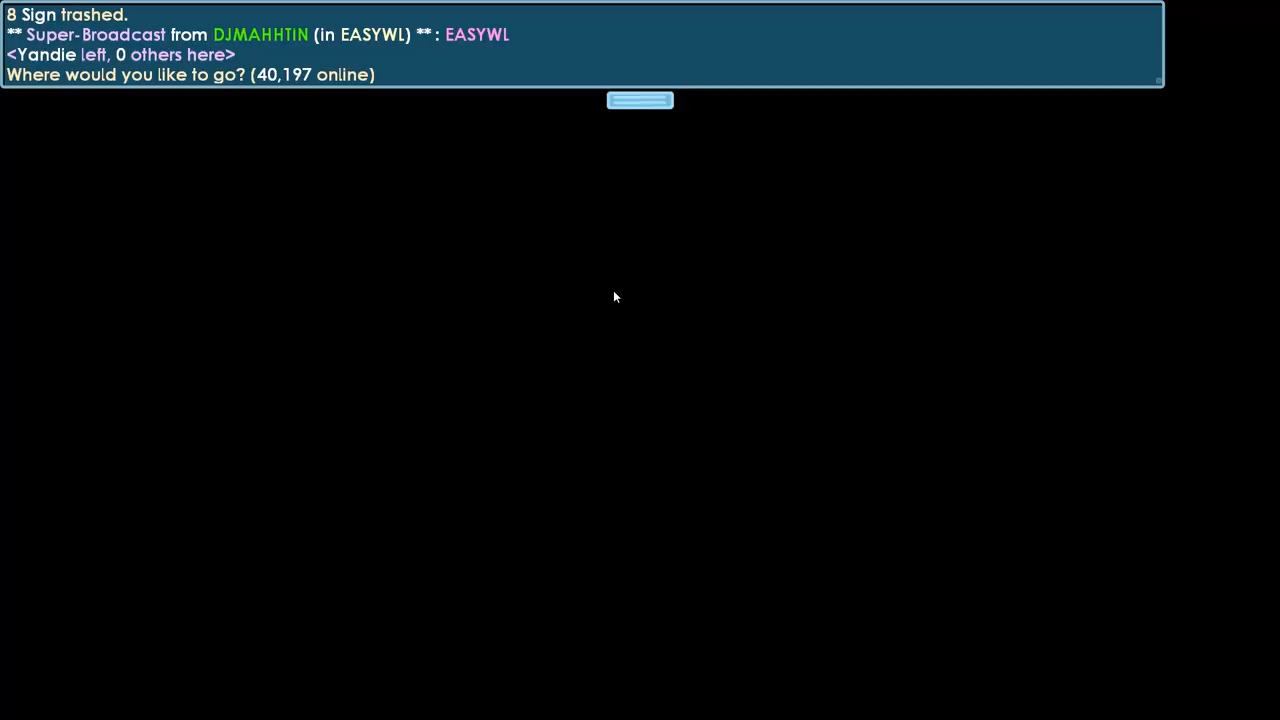 8 Sign trashed.
** Super-Broadcast from DJMAHHTIN (in EASYWL) ** : EASYWL
<Yandie left, 0 others here>
Where would you like to go? (40,197 online)